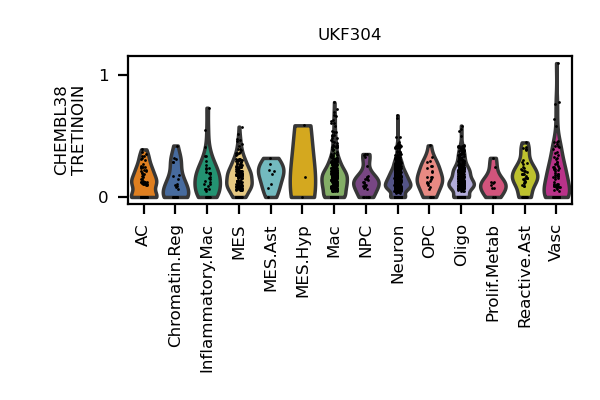 UKF304
CHEMBL38
TRETINOIN
1
0
AC
Chromatin.Reg
Inflammatory.Mac
MES
MES.Ast
MES.Hyp
Mac
NPC
Neuron
OPC
Oligo
Prolif.Metab
Reactive.Ast
Vasc